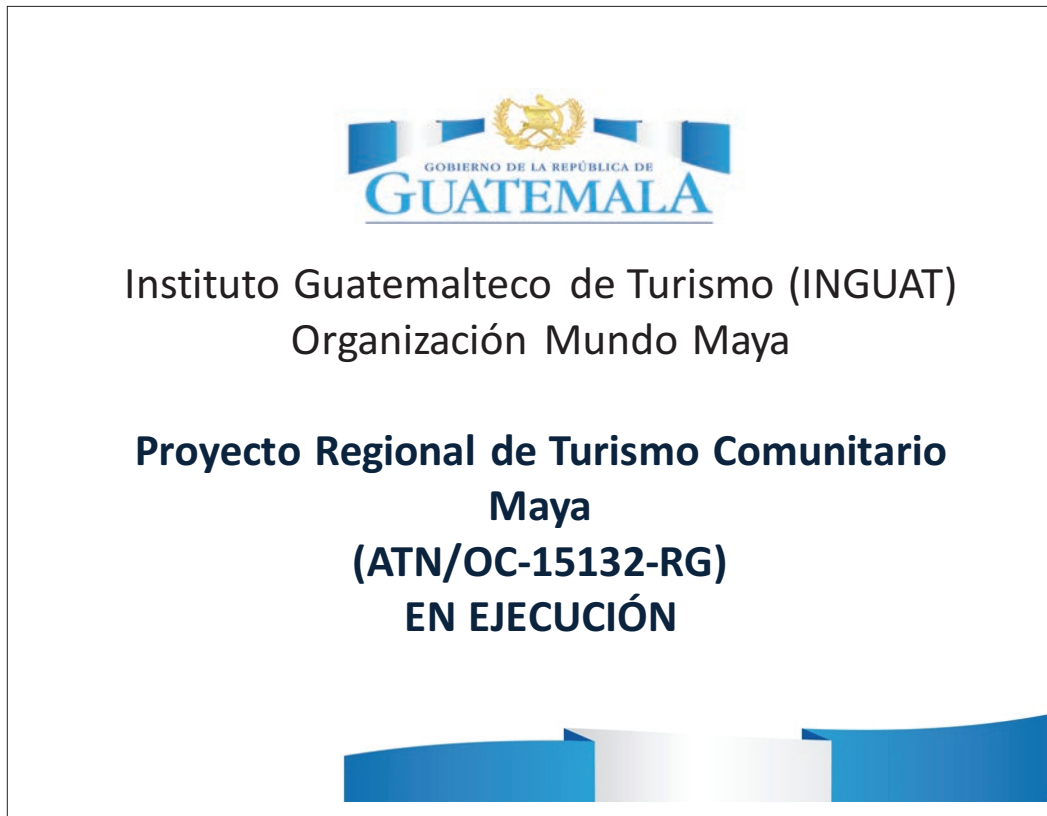 GOBIERNO DE LA REPÚBLICA DE
GUATEMALA
Instituto Guatemalteco de Turismo (INGUAT)
Organización Mundo Maya
Proyecto Regional de Turismo Comunitario
Maya
(ATN/OC-15132-RG)
EN EJECUCIÓN